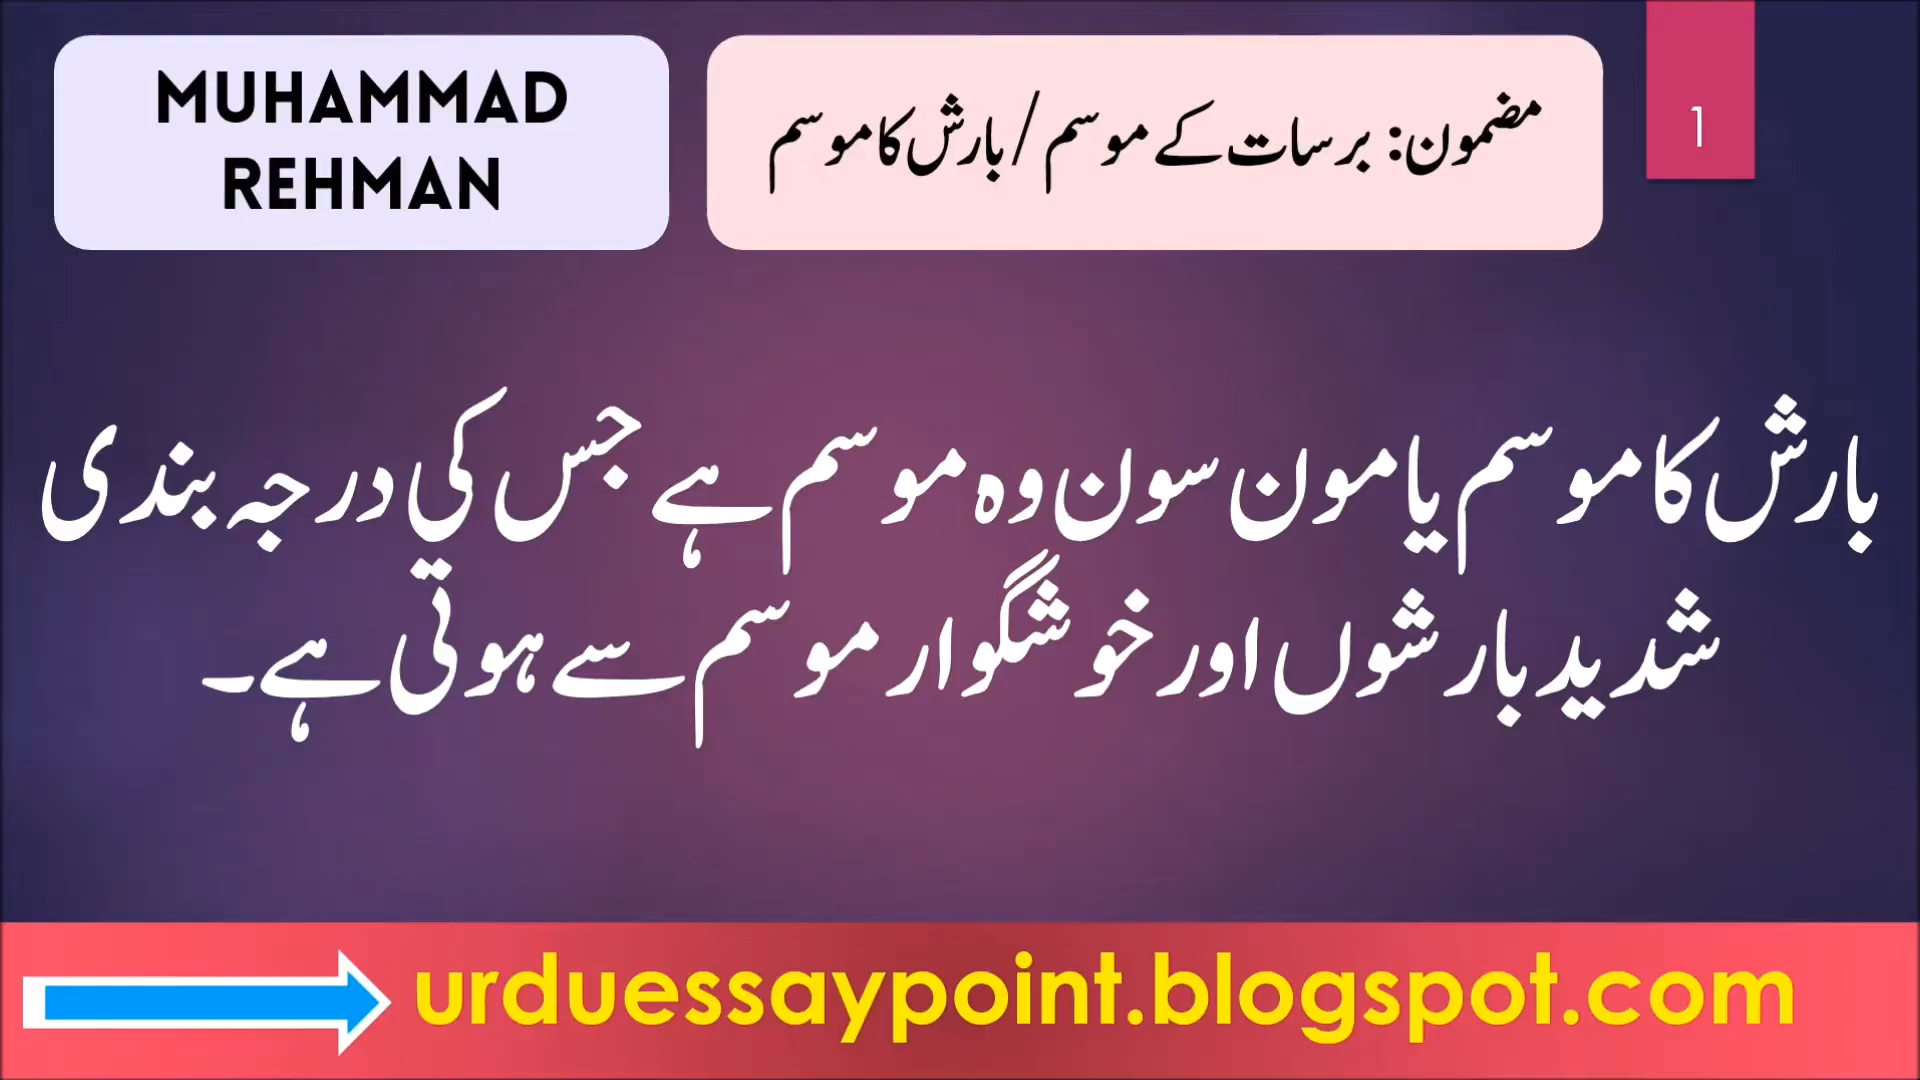 MUHAMMAD
REHMAN
مضمون: برسات کے موسم / بارش کا موسم
1
بارش کا موسم یا مون سون وہ موسم ہے جس کی درجہ بندی
شدید بارشوں اور خوشگوار موسم سے ہوتی ہے۔
urduessaypoint.blogspot.com